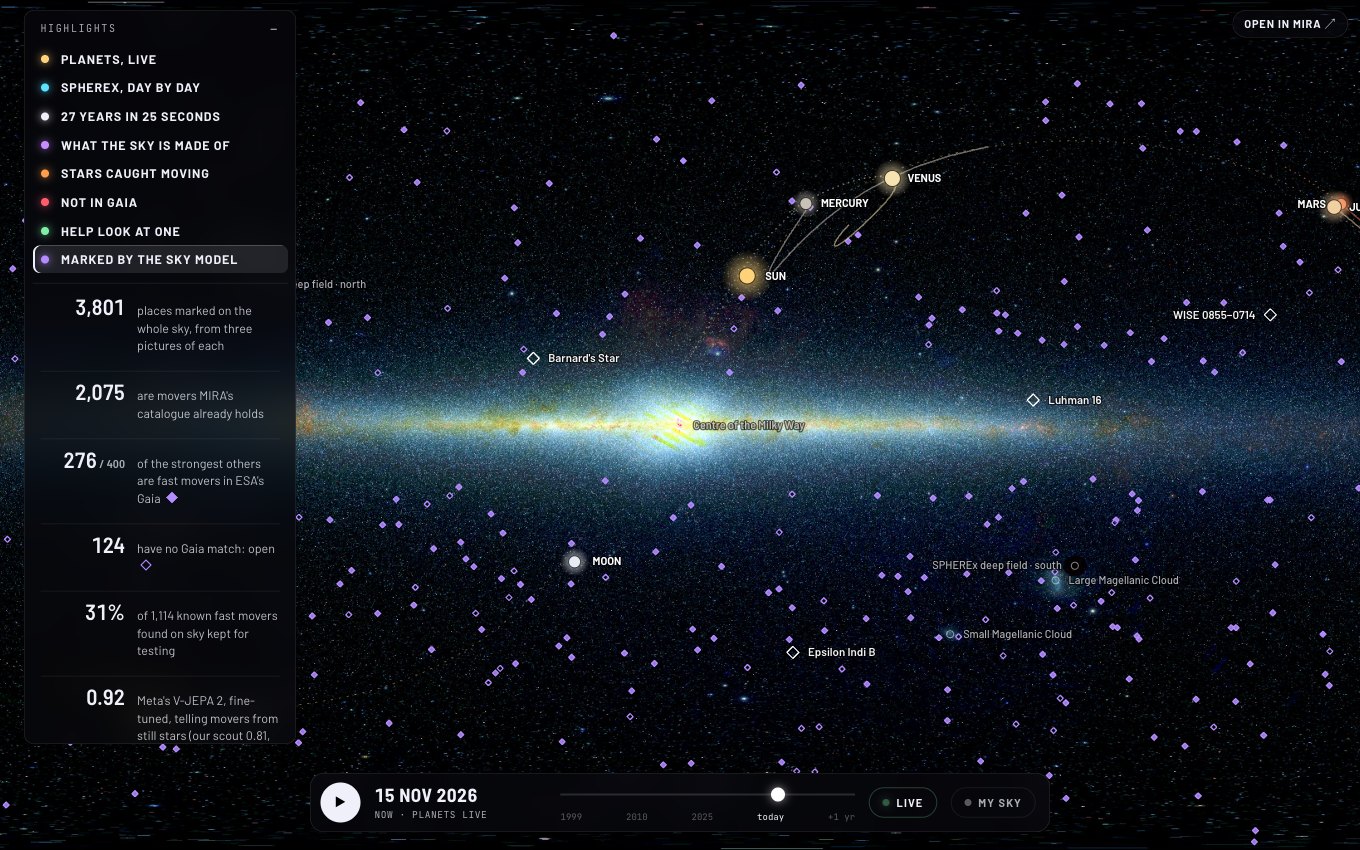 HIGHLIGHTS –
OPEN IN MIRA ↗
PLANETS, LIVE
SPHEREX, DAY BY DAY
27 YEARS IN 25 SECONDS
WHAT THE SKY IS MADE OF
STARS CAUGHT MOVING
NOT IN GAIA
HELP LOOK AT ONE
MARKED BY THE SKY MODEL
3,801 places marked on the
whole sky, from three
pictures of each
2,075 are movers MIRA's
catalogue already holds
276 / 400 of the strongest others
are fast movers in ESA's
Gaia
124 have no Gaia match: open
31% of 1,114 known fast movers
found on sky kept for
testing
0.92 Meta's V-JEPA 2, fine-
tuned, telling movers from
still stars (our scout 0.81,
VENUS
MERCURY
MARS
JU
SUN
ep field · north
WISE 0855–0714
Barnard's Star
Luhman 16
Centre of the Milky Way
MOON
SPHEREx deep field · south
Large Magellanic Cloud
Small Magellanic Cloud
Epsilon Indi B
15 NOV 2026
NOW · PLANETS LIVE
1999 2010 2025 today +1 yr
LIVE
MY SKY